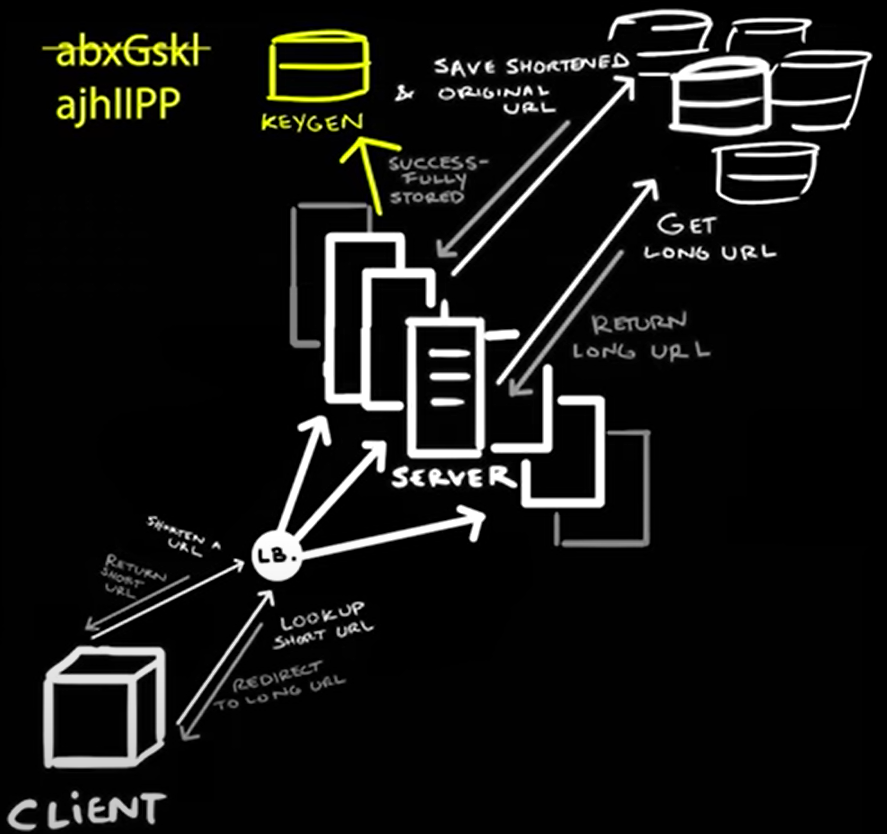 abxGskl
ajhIIPP
KEYGEN
SAVE SHORTENED
& ORIGINAL
URL
SUCCESS-
FULLY
STORED
GET
LONG URL
RETURN
LONG URL
SERVER
SHORTEN A
URL
LB.
RETURN
SHORT
URL
LOOKUP
SHORT URL
REDIRECT
TO LONG URL
CLIENT